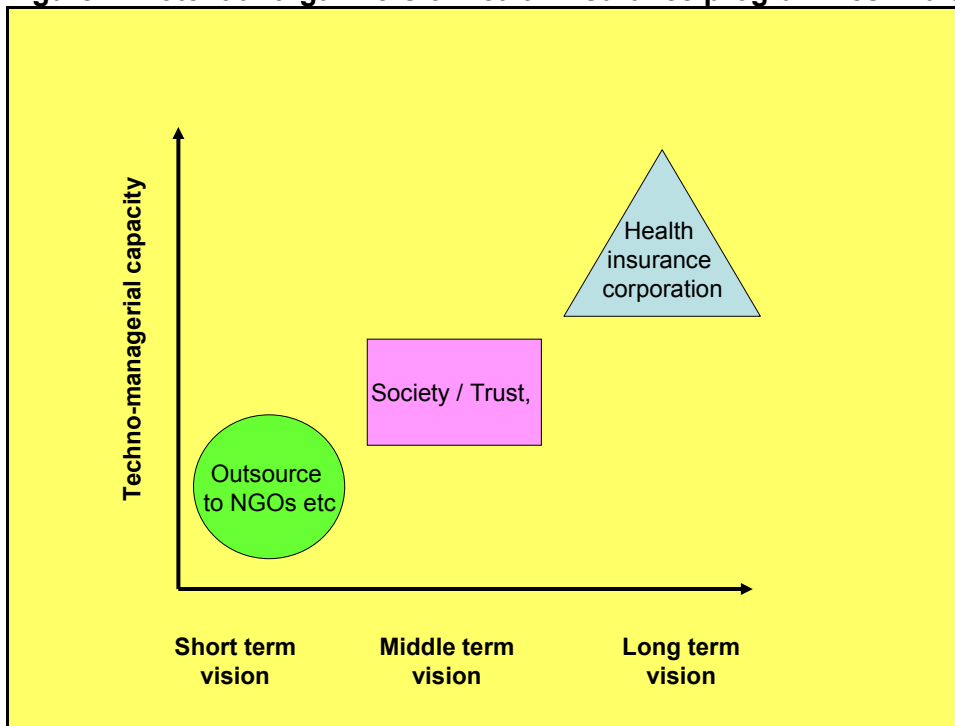 Techno-managerial capacity
Health
insurance
corporation
Society / Trust,
Outsource
to NGOs etc
Short term
vision
Middle term
vision
Long term
vision